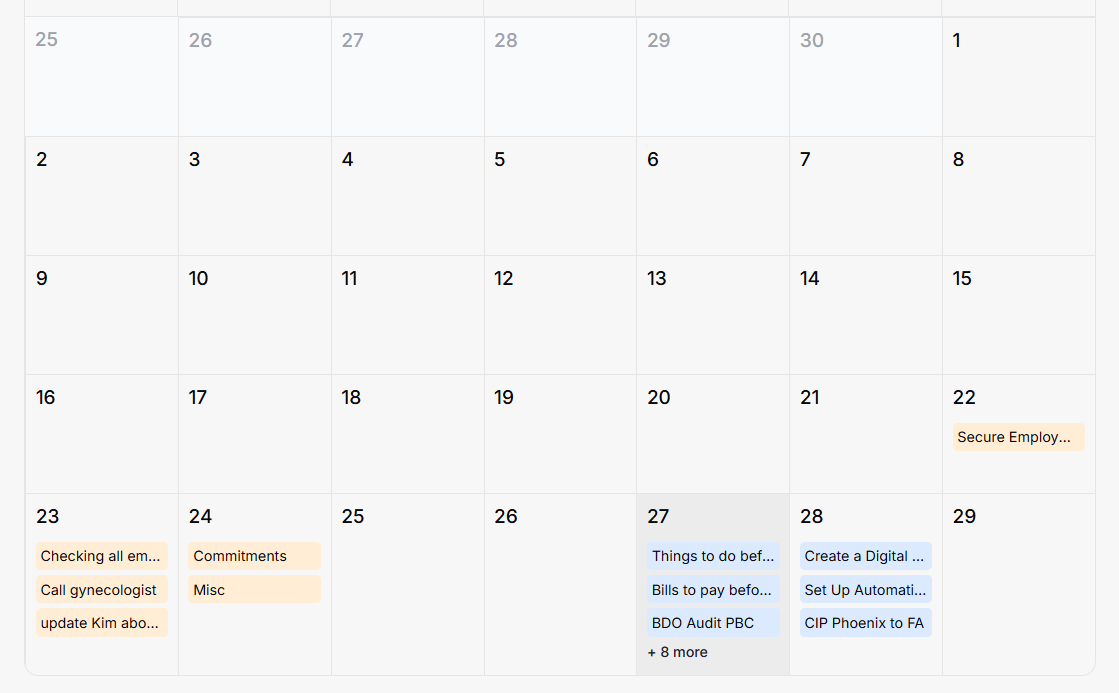 25
26
27
28
29
30
1
2
3
4
5
6
7
8
9
10
11
12
13
14
15
16
17
18
19
20
21
22
Secure Employ...
23
24
25
26
27
28
29
Checking all em...
Commitments
Things to do bef...
Create a Digital ...
Call gynecologist
Misc
Bills to pay befo...
Set Up Automati...
update Kim abo...
BDO Audit PBC
CIP Phoenix to FA
+ 8 more